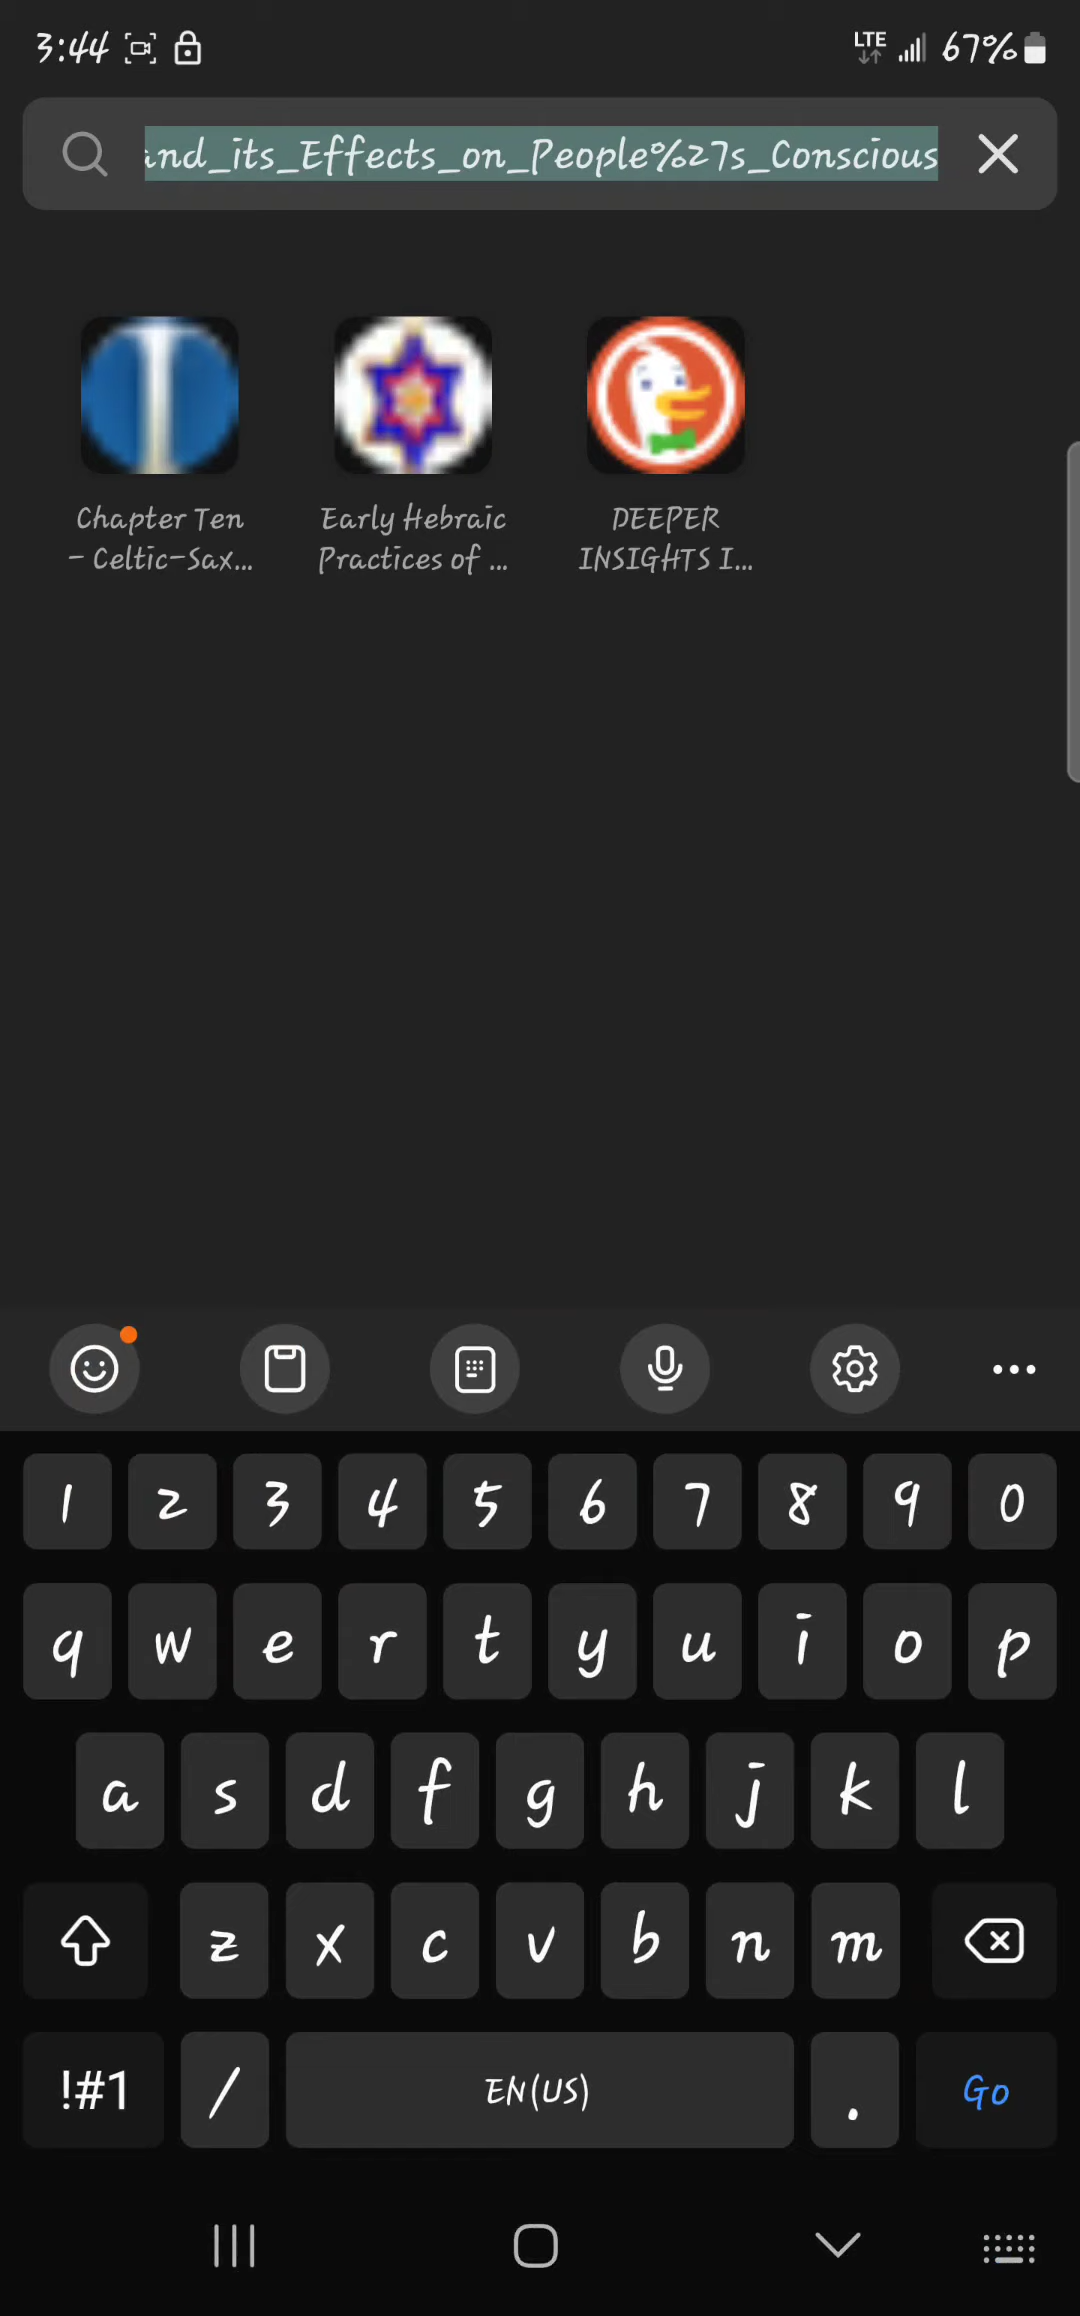 3:44 LTE 67%
and_its_Effects_on_People%27s_Conscious
Chapter Ten
- Celtic-Sax...
Early Hebraic
Practices of ...
DEEPER
INSIGHTS I...
1 2 3 4 5 6 7 8 9 0
q w e r t y u i o p
a s d f g h j k l
z x c v b n m
!#1 / EN(US) . Go